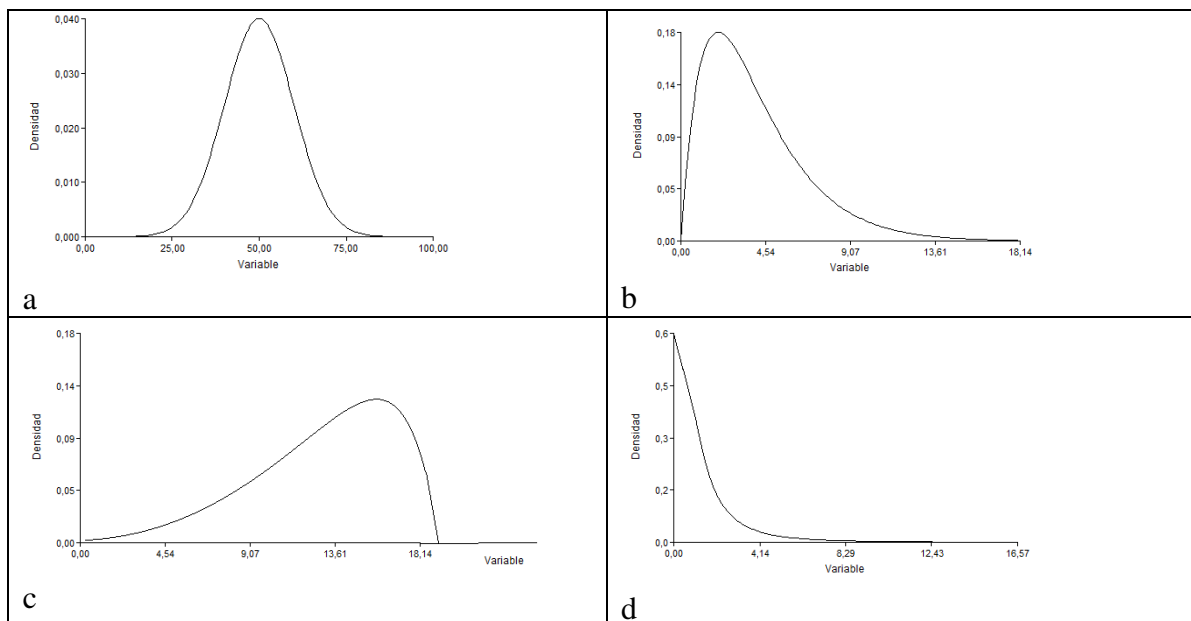 0,040
0,030
Densidad
0,020
0,010
0,000
0,00 25,00 50,00 75,00 100,00
Variable
a
0,18
0,14
Densidad
0,09
0,05
0,00
0,00 4,54 9,07 13,61 18,14
Variable
b
0,18
0,14
Densidad
0,09
0,05
0,00
0,00 4,54 9,07 13,61 18,14 Variable
c
0,6
0,5
Densidad
0,3
0,2
0,0
0,00 4,14 8,29 12,43 16,57
Variable
d